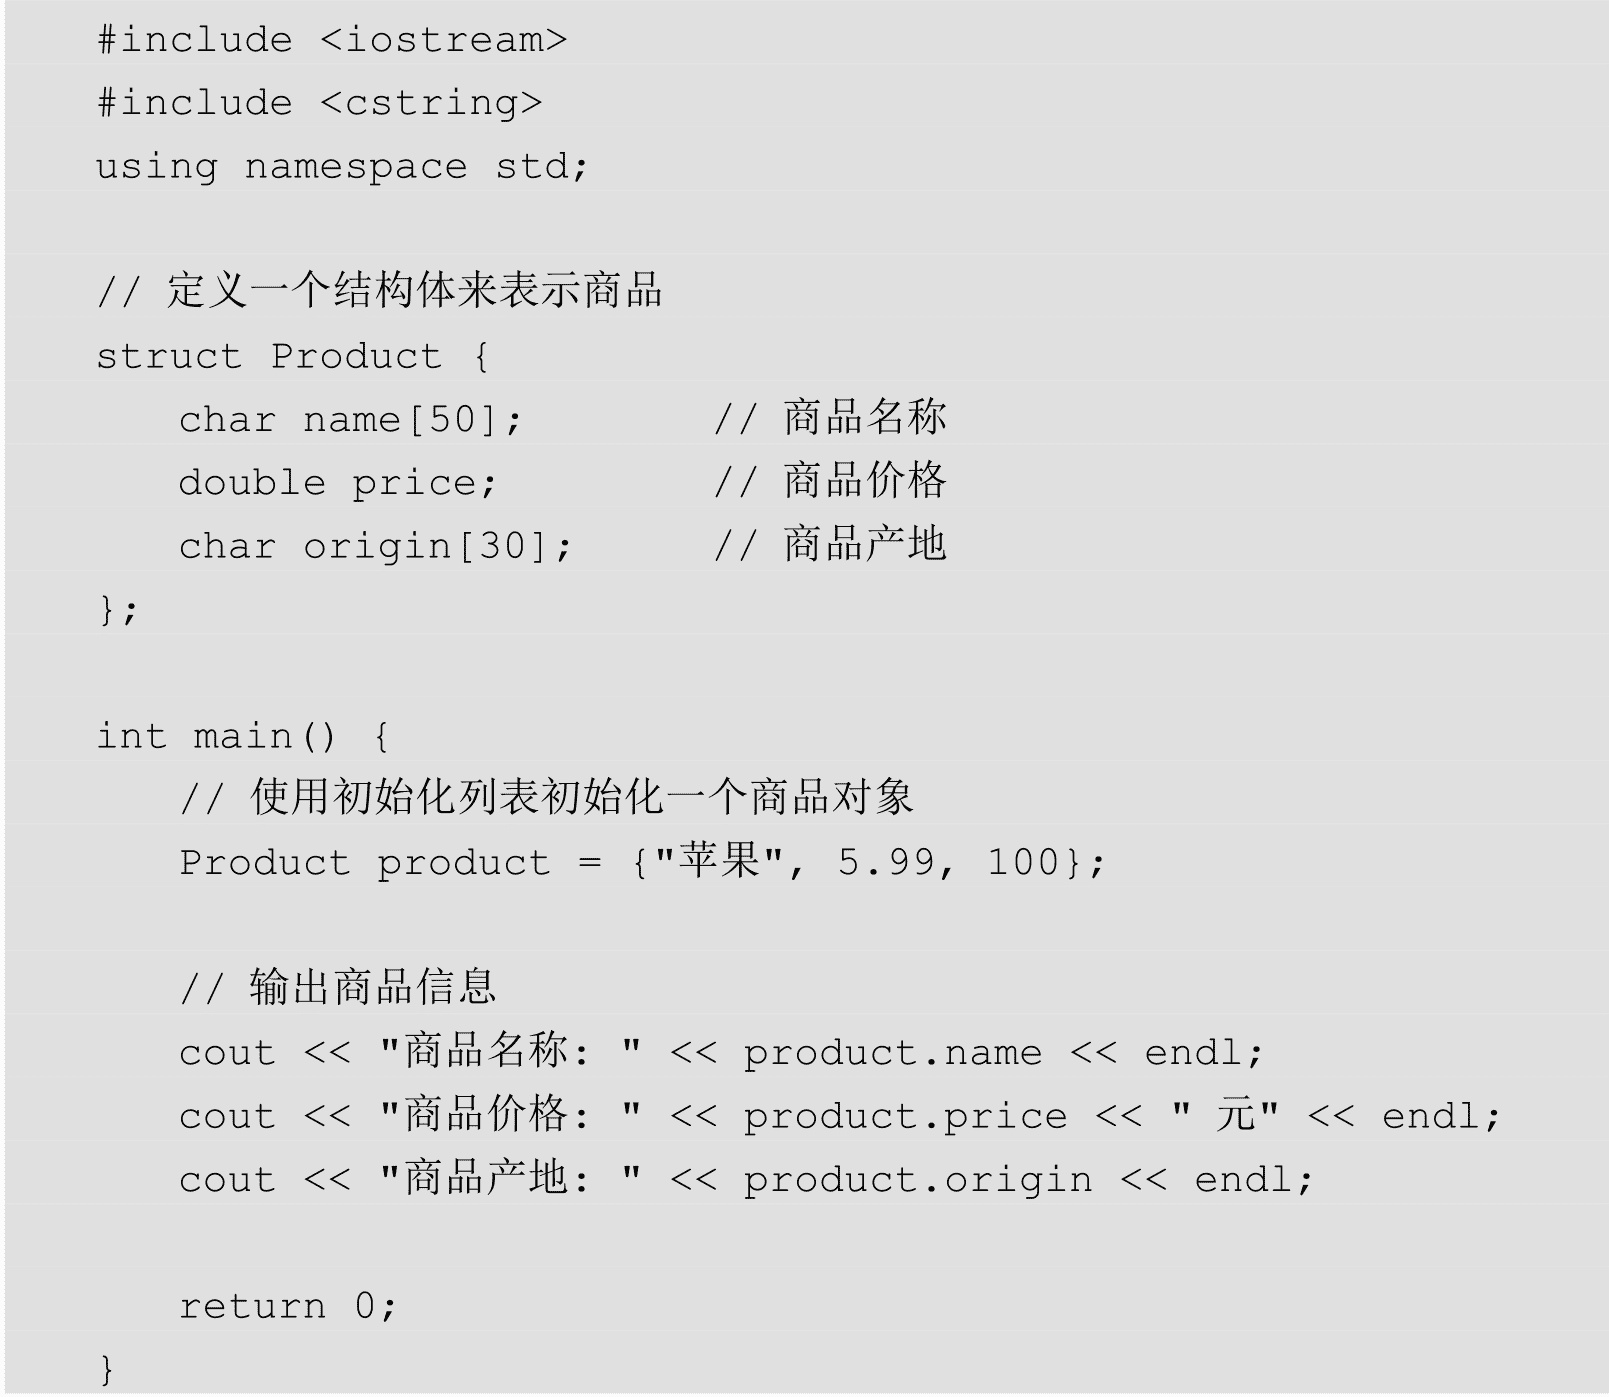 #include <iostream>
#include <cstring>
using namespace std;
// 定义一个结构体来表示商品
struct Product {
char name[50]; // 商品名称
double price; // 商品价格
char origin[30]; // 商品产地
};
int main() {
// 使用初始化列表初始化一个商品对象
Product product = {"苹果", 5.99, 100};
// 输出商品信息
cout << "商品名称: " << product.name << endl;
cout << "商品价格: " << product.price << " 元" << endl;
cout << "商品产地: " << product.origin << endl;
return 0;
}